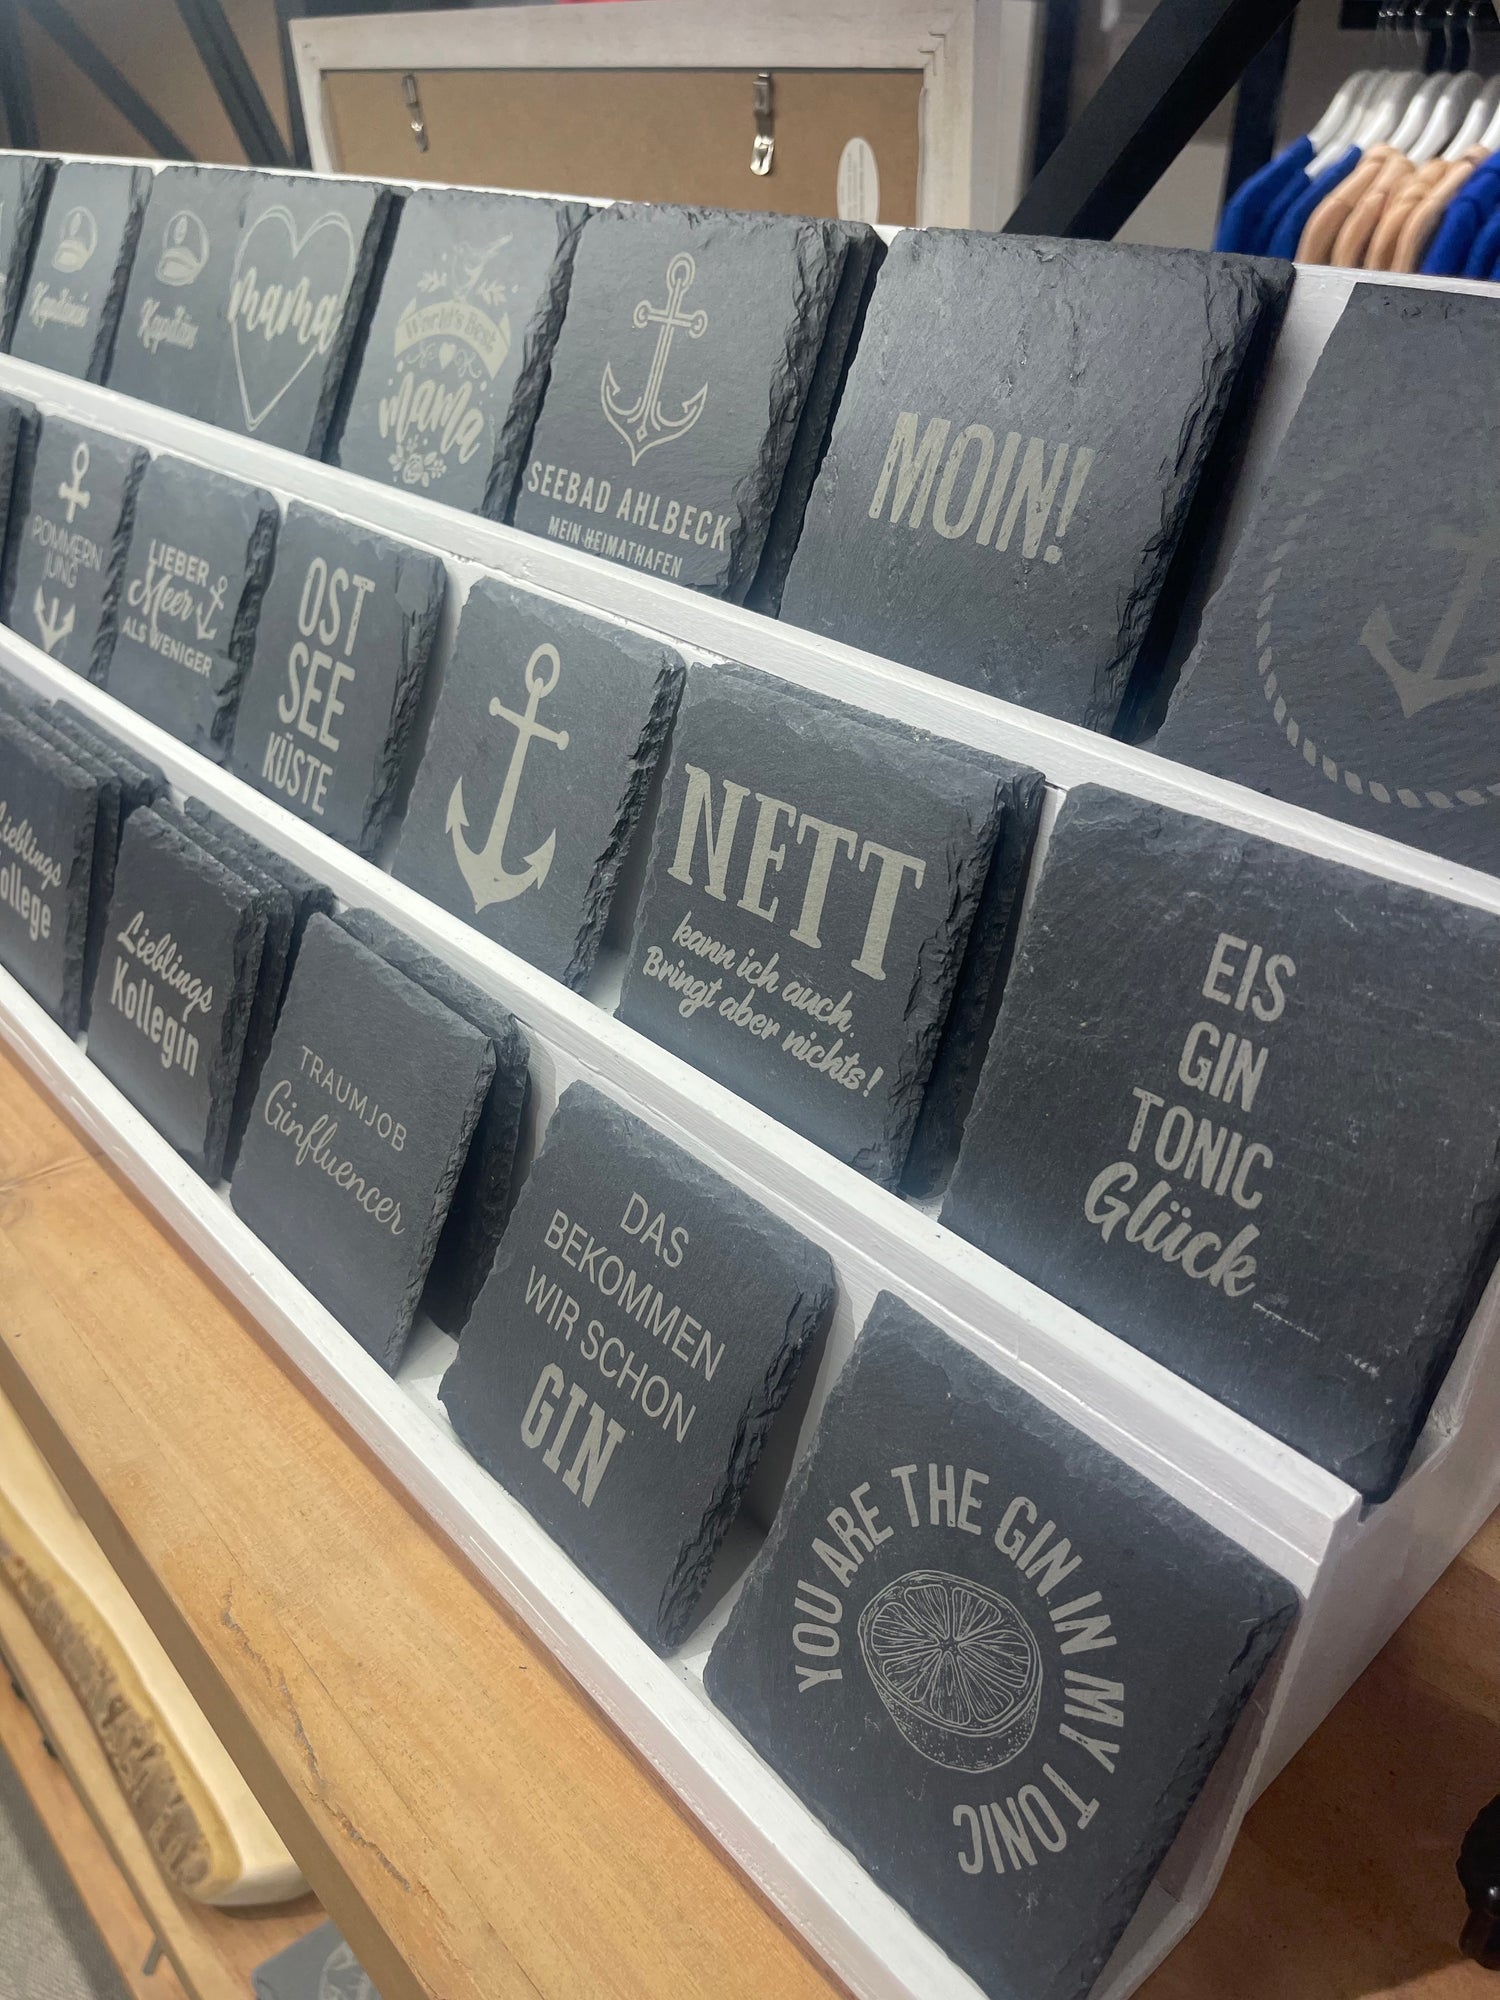 Kapitänin
Kapitän
mama
World's Best
mama
SEEBAD AHLBECK
MEIN HEIMATHAFEN
MOIN!
POMMERN
JUNG
LIEBER
Meer
ALS WENIGER
OST
SEE
KÜSTE
NETT
kann ich auch.
Bringt aber nichts!
EIS
GIN
TONIC
Glück
Lieblings
Kollege
Lieblings
Kollegin
TRAUMJOB
Ginfluencer
DAS
BEKOMMEN
WIR SCHON
GIN
YOU ARE THE GIN IN MY TONIC